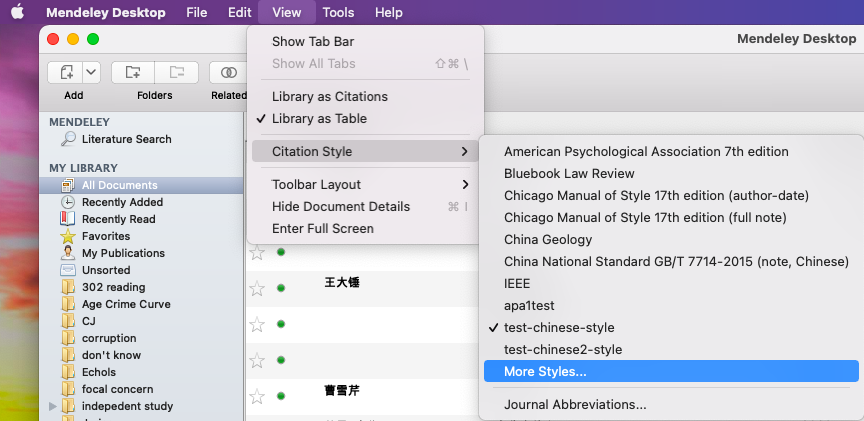 Mendeley Desktop File Edit View Tools Help
Mendeley Desktop
Show Tab Bar
Show All Tabs ⇧⌘\
Library as Citations
✓ Library as Table
Citation Style >
Toolbar Layout >
Hide Document Details ⌘I
Enter Full Screen
Add Folders Related
MENDELEY
Literature Search
MY LIBRARY
All Documents
Recently Added
Recently Read
Favorites
My Publications
Unsorted
302 reading
Age Crime Curve
CJ
corruption
don't know
Echols
focal concern
indepedent study
王大锤
曹雪芹
American Psychological Association 7th edition
Bluebook Law Review
Chicago Manual of Style 17th edition (author-date)
Chicago Manual of Style 17th edition (full note)
China Geology
China National Standard GB/T 7714-2015 (note, Chinese)
IEEE
apa1test
✓ test-chinese-style
test-chinese2-style
More Styles...
Journal Abbreviations...